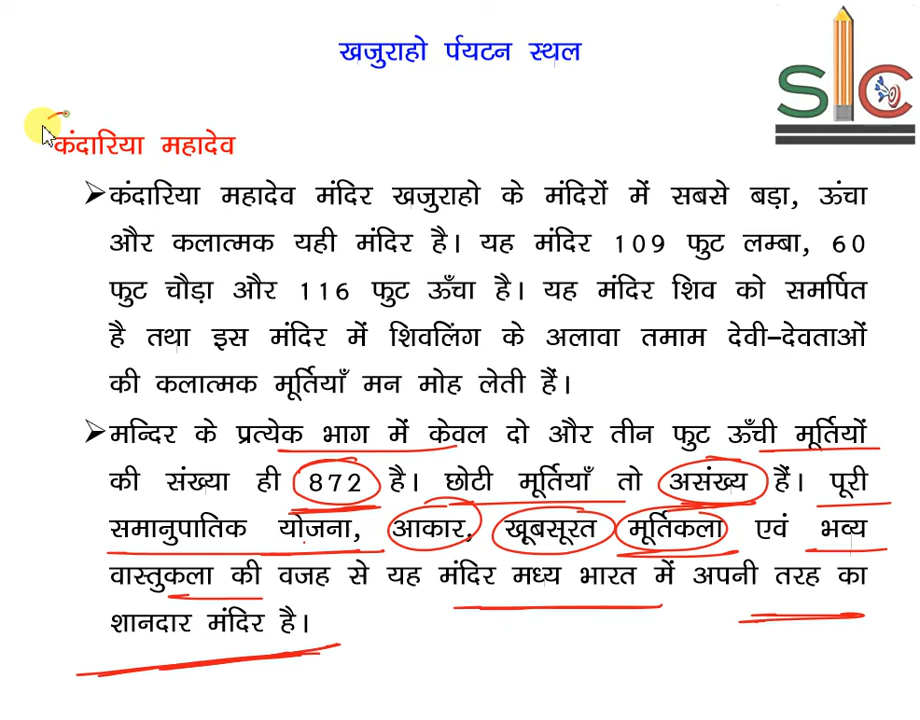 खजुराहो र्पयटन स्थल
SIC
कंदारिया महादेव
➢कंदारिया महादेव मंदिर खजुराहो के मंदिरों में सबसे बड़ा, ऊंचा
और कलात्मक यही मंदिर है। यह मंदिर 109 फुट लम्बा, 60
फुट चौड़ा और 116 फुट ऊँचा है। यह मंदिर शिव को समर्पित
है तथा इस मंदिर में शिवलिंग के अलावा तमाम देवी-देवताओं
की कलात्मक मूर्तियाँ मन मोह लेती हैं।
➢मन्दिर के प्रत्येक भाग में केवल दो और तीन फुट ऊँची मूर्तियों
की संख्या ही 872 है। छोटी मूर्तियाँ तो असंख्य हैं। पूरी
समानुपातिक योजना, आकार, खूबसूरत मूर्तिकला एवं भव्य
वास्तुकला की वजह से यह मंदिर मध्य भारत में अपनी तरह का
शानदार मंदिर है।